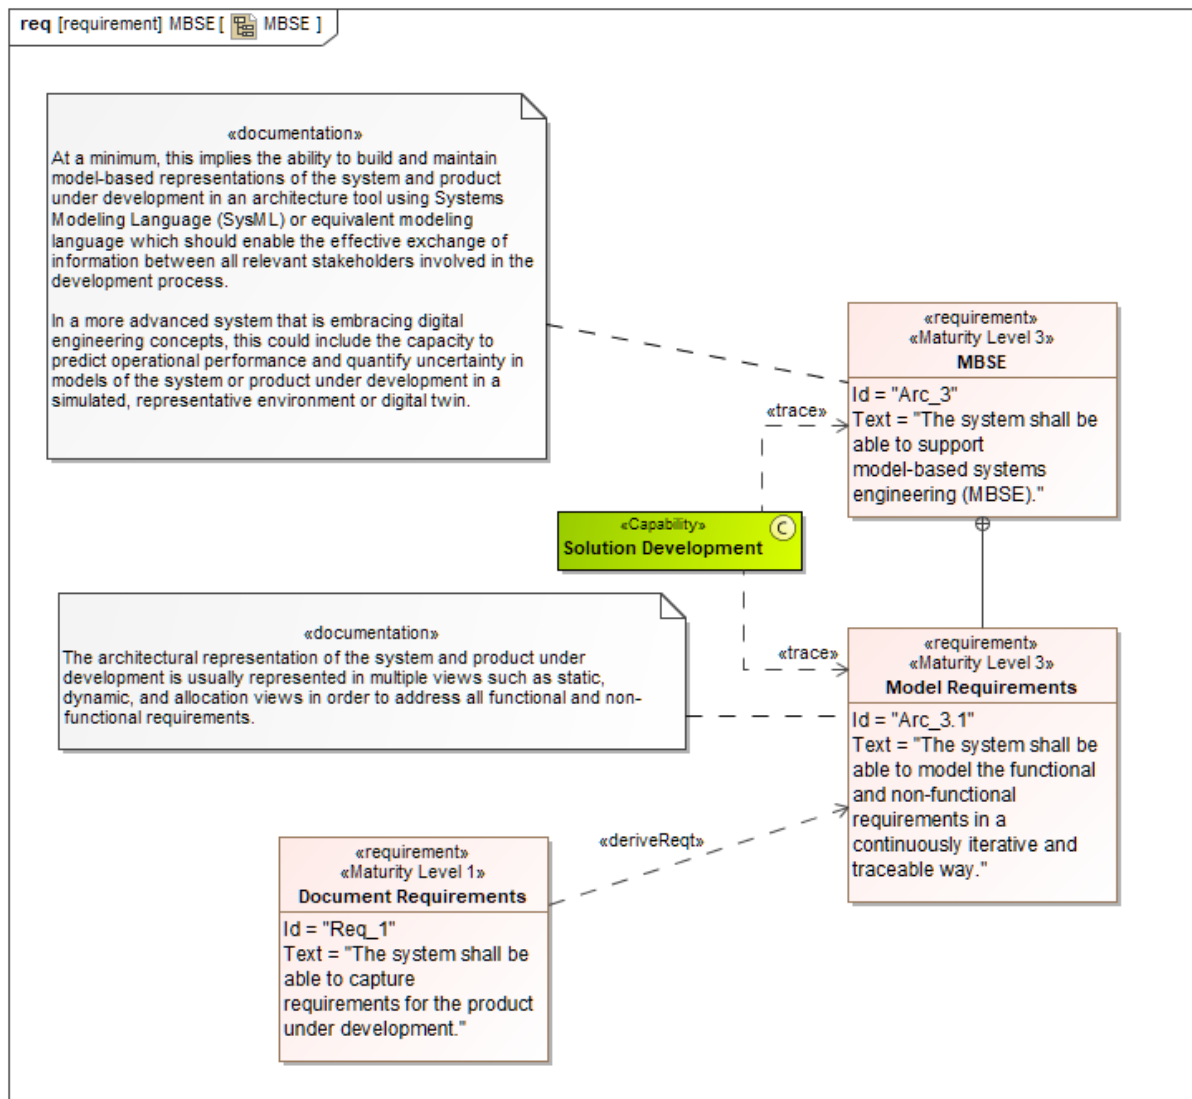 req [requirement] MBSE [ MBSE ]
«documentation»
At a minimum, this implies the ability to build and maintain
model-based representations of the system and product
under development in an architecture tool using Systems
Modeling Language (SysML) or equivalent modeling
language which should enable the effective exchange of
information between all relevant stakeholders involved in the
development process.
In a more advanced system that is embracing digital
engineering concepts, this could include the capacity to
predict operational performance and quantify uncertainty in
models of the system or product under development in a
simulated, representative environment or digital twin.
«requirement»
«Maturity Level 3»
MBSE
Id = "Arc_3"
Text = "The system shall be
able to support
model-based systems
engineering (MBSE)."
«trace»
«Capability»
C
Solution Development
«documentation»
The architectural representation of the system and product under
development is usually represented in multiple views such as static,
dynamic, and allocation views in order to address all functional and non-
functional requirements.
«trace»
«requirement»
«Maturity Level 3»
Model Requirements
Id = "Arc_3.1"
Text = "The system shall be
able to model the functional
and non-functional
requirements in a
continuously iterative and
traceable way."
«deriveReqt»
«requirement»
«Maturity Level 1»
Document Requirements
Id = "Req_1"
Text = "The system shall be
able to capture
requirements for the product
under development."